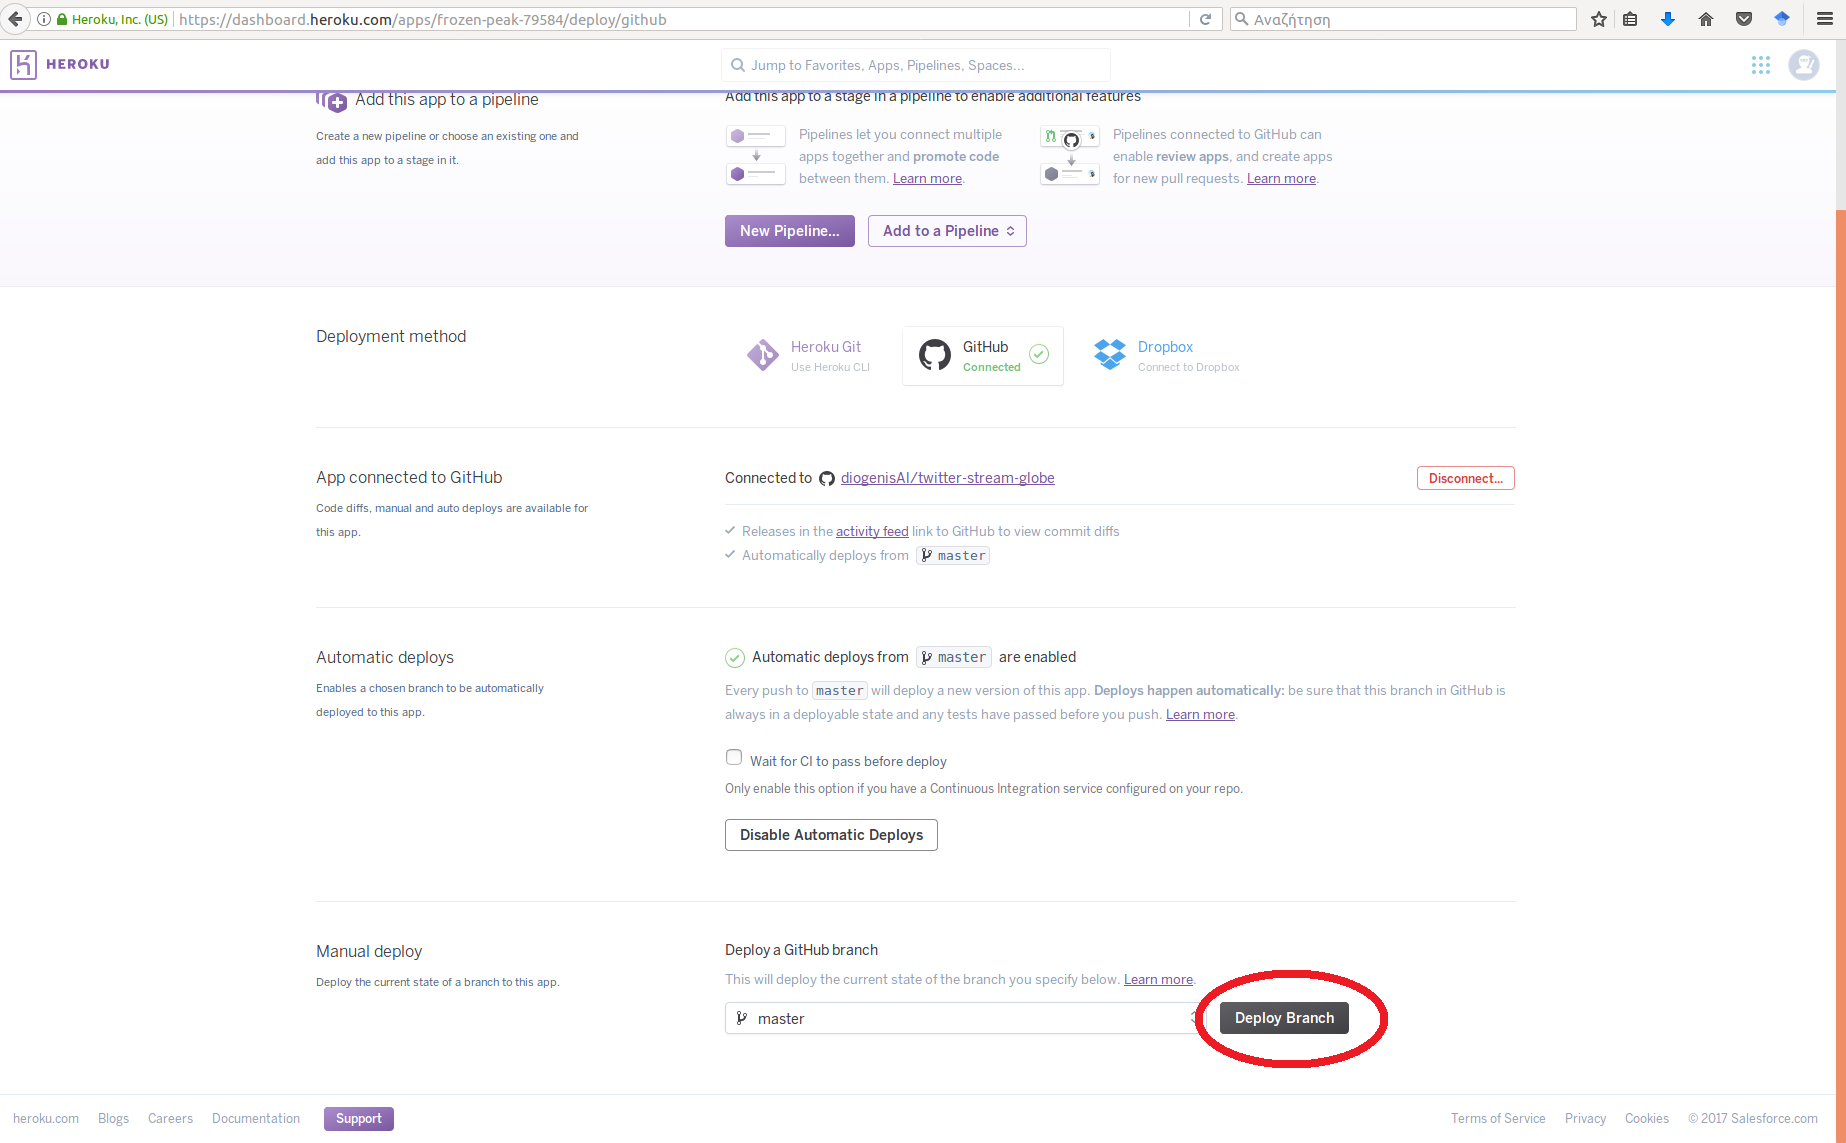 Heroku, Inc. (US) https://dashboard.heroku.com/apps/frozen-peak-79584/deploy/github Αναζήτηση
HEROKU Jump to Favorites, Apps, Pipelines, Spaces...
Add this app to a pipeline
Create a new pipeline or choose an existing one and
add this app to a stage in it.
Add this app to a stage in a pipeline to enable additional features
Pipelines let you connect multiple
apps together and promote code
between them. Learn more.
Pipelines connected to GitHub can
enable review apps, and create apps
for new pull requests. Learn more.
New Pipeline... Add to a Pipeline
Deployment method
Heroku Git
Use Heroku CLI
GitHub
Connected
Dropbox
Connect to Dropbox
App connected to GitHub
Code diffs, manual and auto deploys are available for
this app.
Connected to diogenisAI/twitter-stream-globe Disconnect...
Releases in the activity feed link to GitHub to view commit diffs
Automatically deploys from master
Automatic deploys
Enables a chosen branch to be automatically
deployed to this app.
Automatic deploys from master are enabled
Every push to master will deploy a new version of this app. Deploys happen automatically: be sure that this branch in GitHub is
always in a deployable state and any tests have passed before you push. Learn more.
Wait for CI to pass before deploy
Only enable this option if you have a Continuous Integration service configured on your repo.
Disable Automatic Deploys
Manual deploy
Deploy the current state of a branch to this app.
Deploy a GitHub branch
This will deploy the current state of the branch you specify below. Learn more.
master Deploy Branch
heroku.com Blogs Careers Documentation Support Terms of Service Privacy Cookies © 2017 Salesforce.com